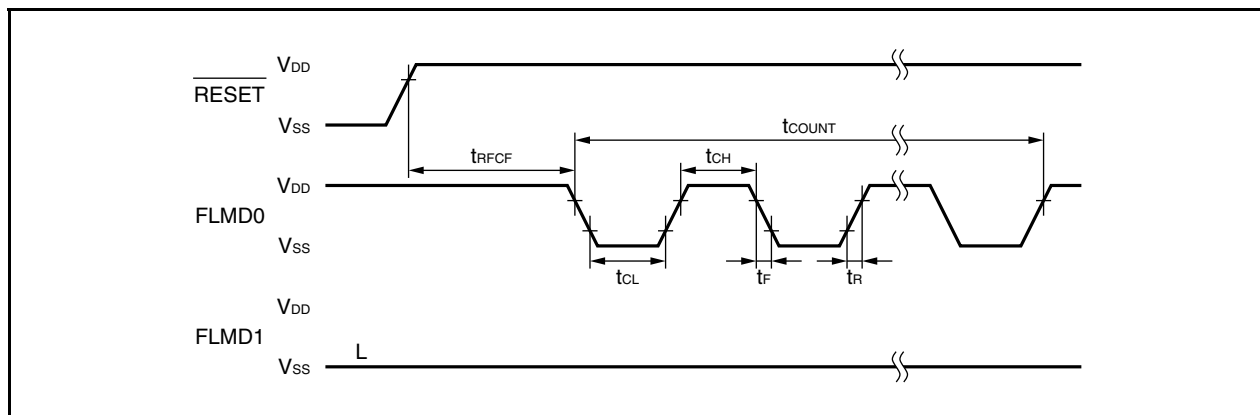 VDD
RESET
VSS
tCOUNT
tRFCF
tCH
VDD
FLMD0
VSS
tCL
tF
tR
VDD
FLMD1
L
VSS